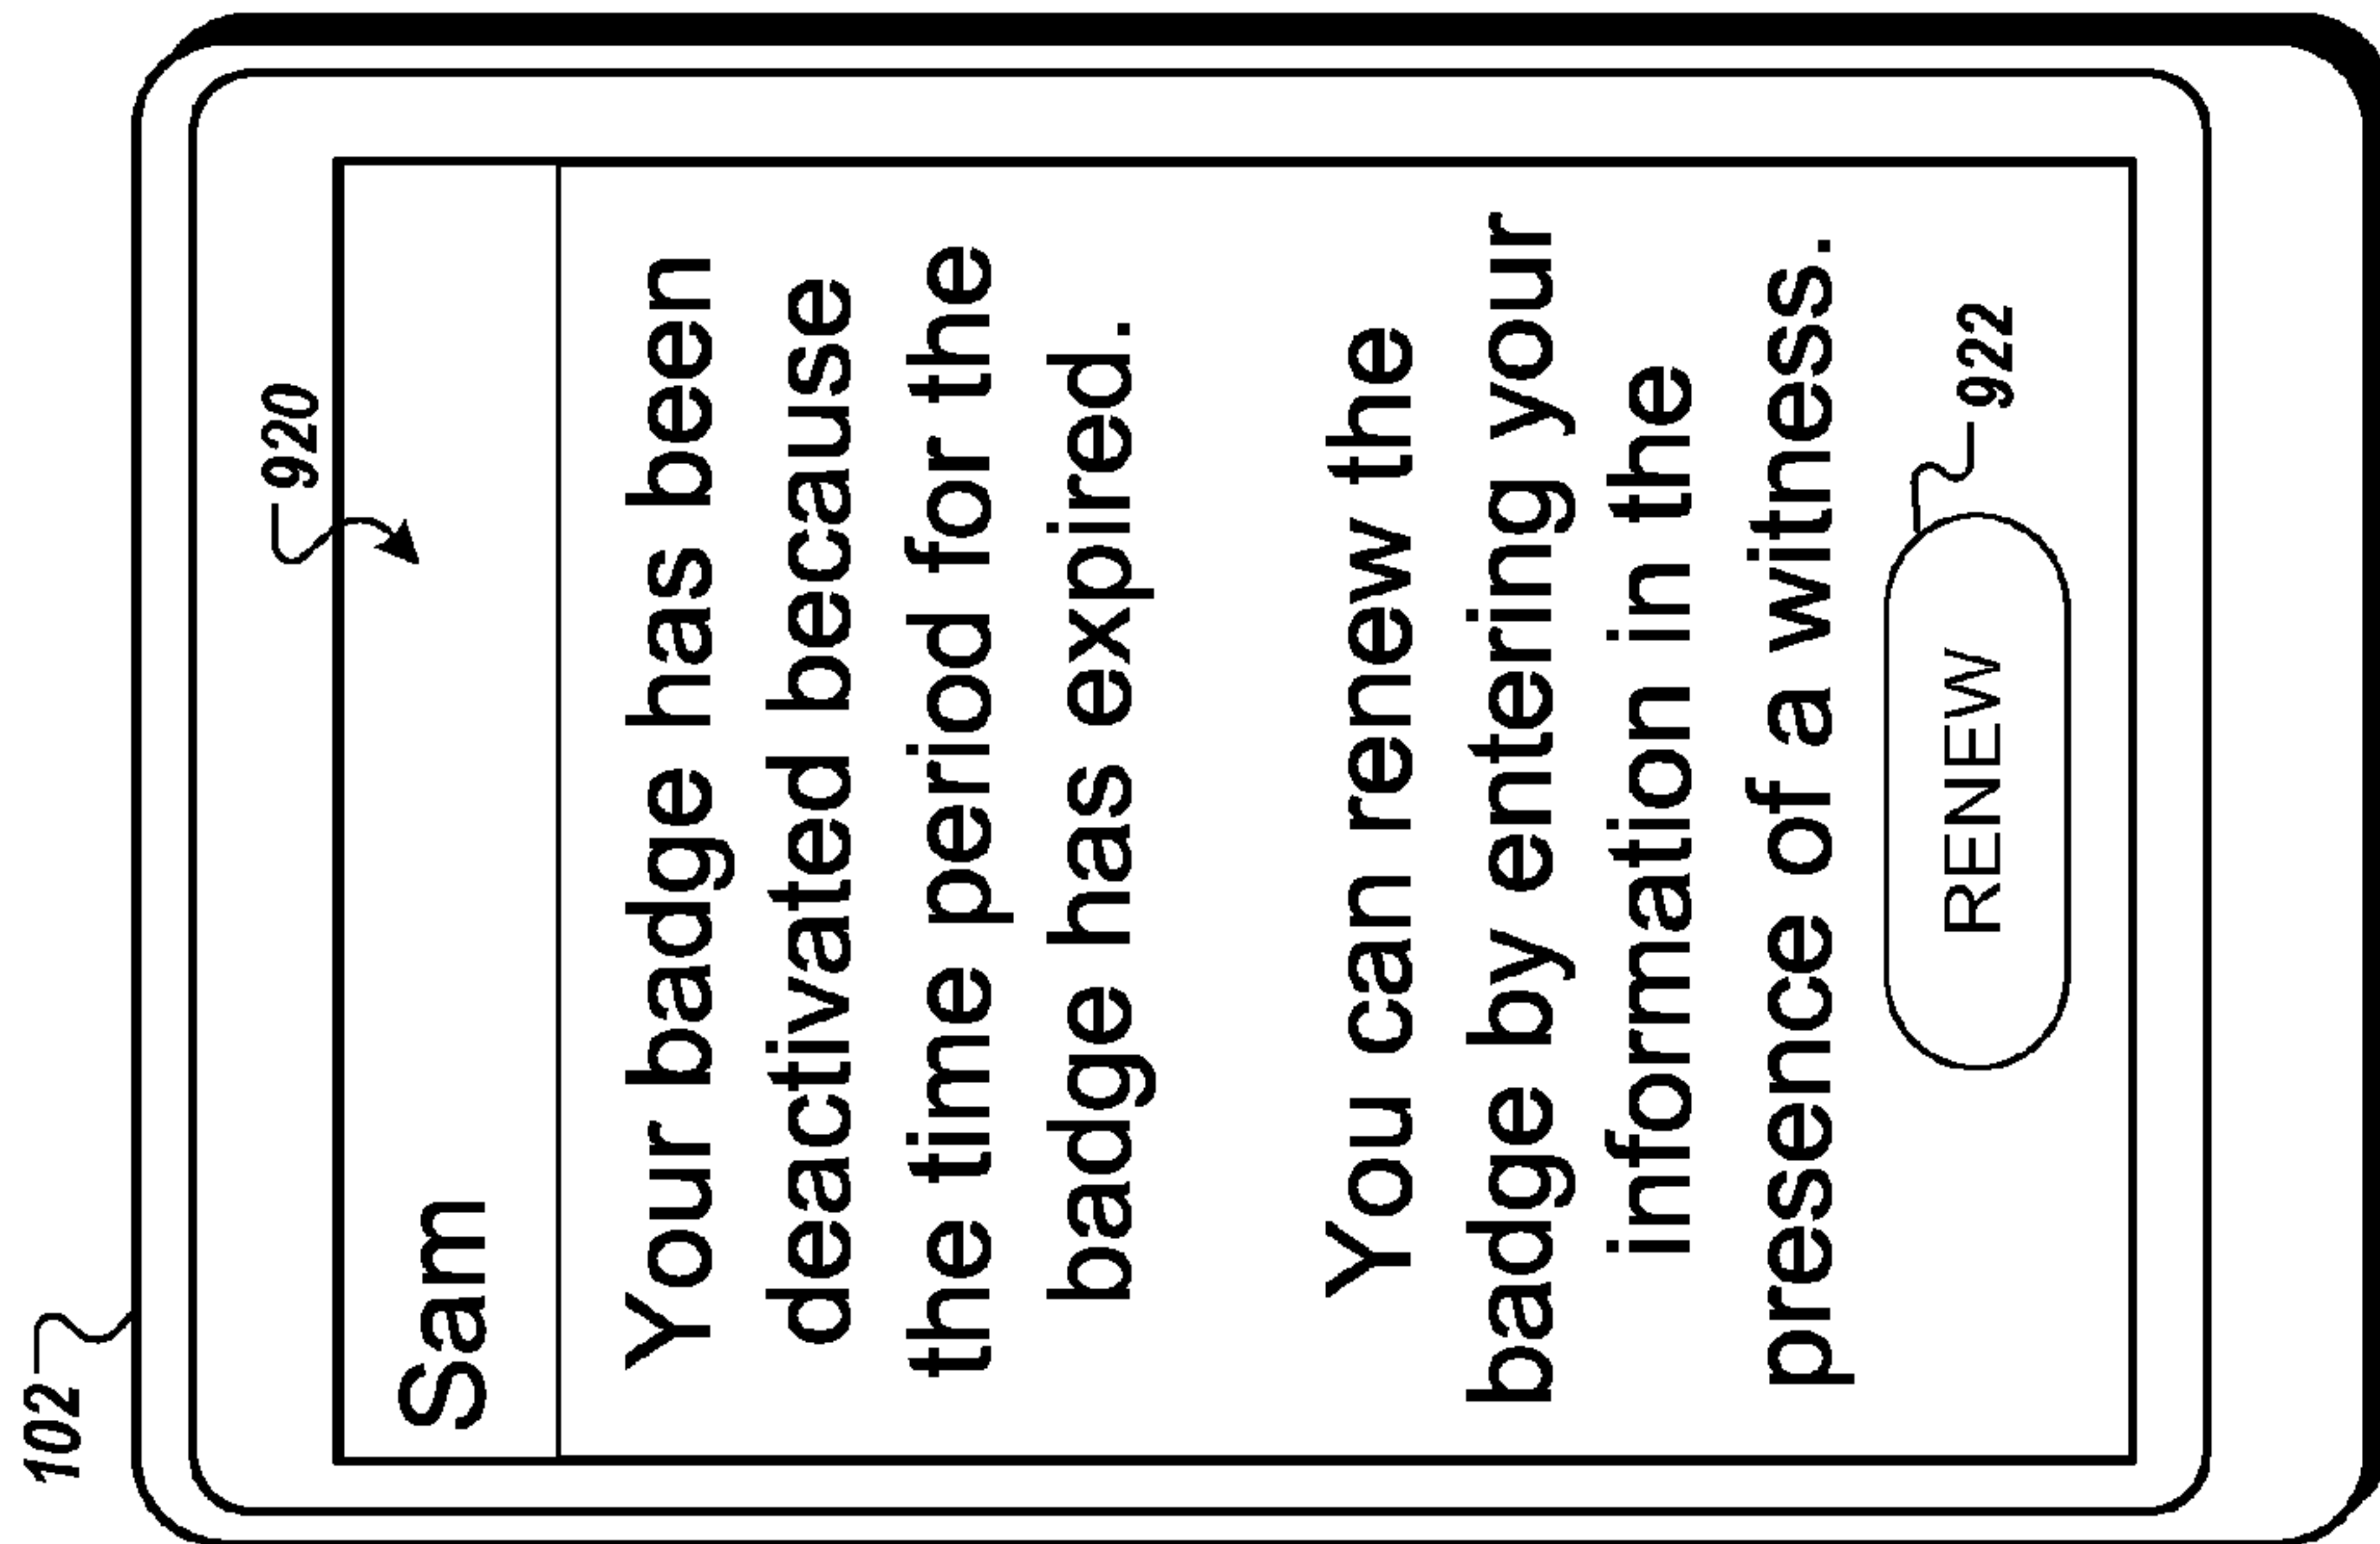 102
920
Sam
Your badge has been
deactivated because
the time period for the
badge has expired.
You can renew the
badge by entering your
information in the
presence of a witness.
922
RENEW